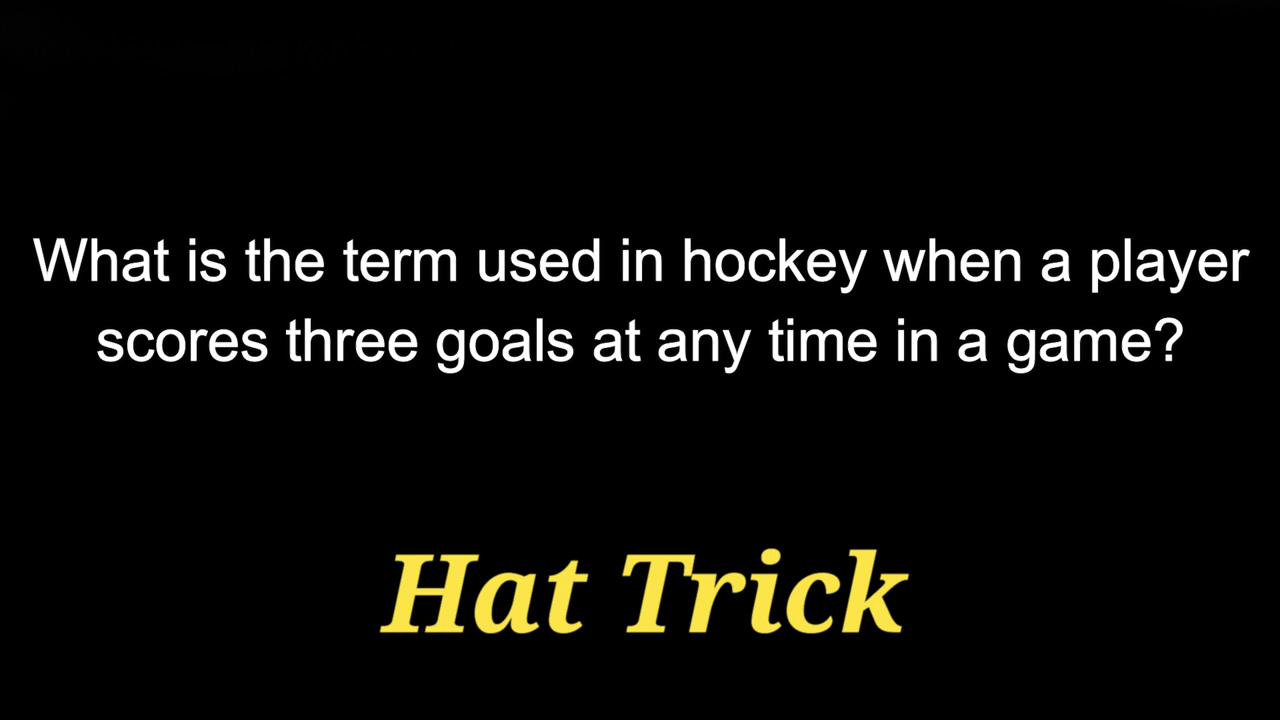 What is the term used in hockey when a player
scores three goals at any time in a game?
Hat Trick